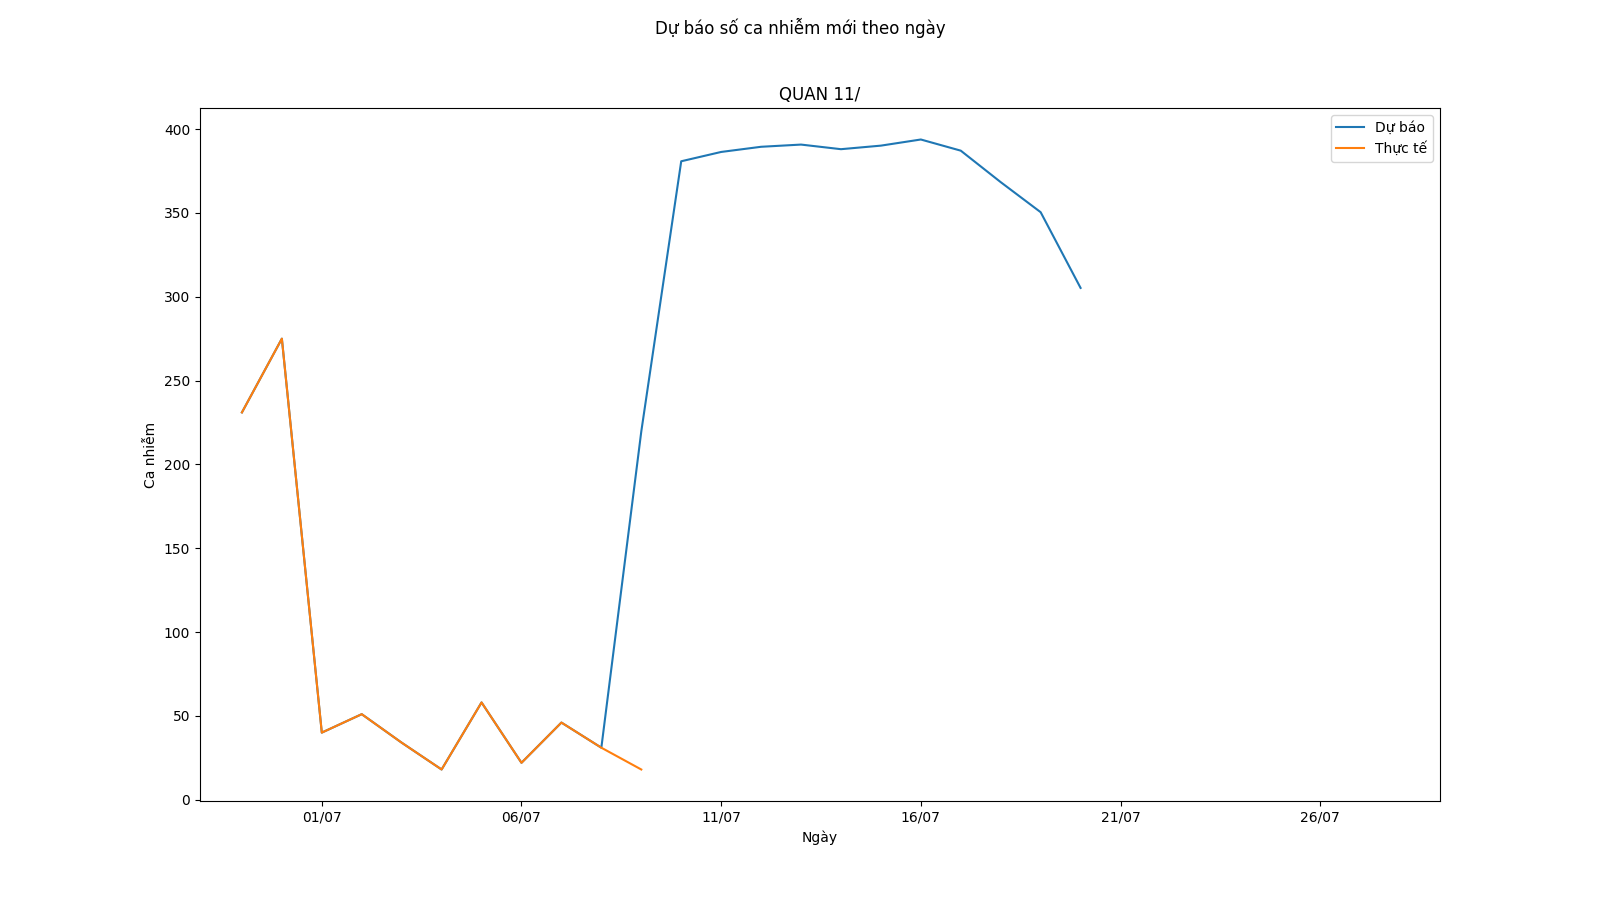 Dự báo số ca nhiễm mới theo ngày
QUAN 11/
Dự báo
Thực tế
400
350
300
250
200
150
100
50
0
Ca nhiễm
01/07
06/07
11/07
16/07
21/07
26/07
Ngày